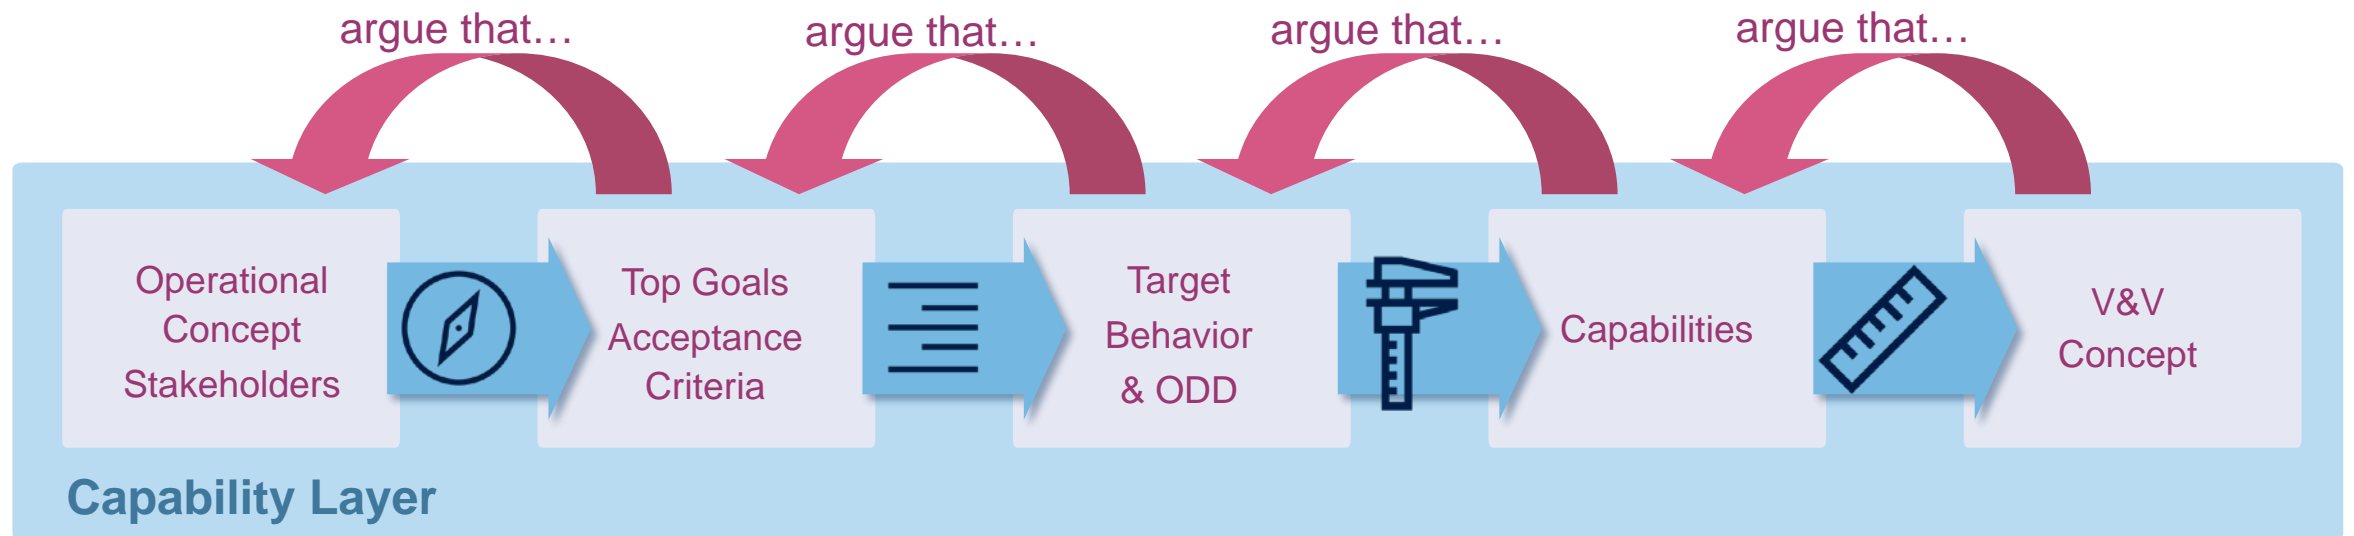 argue that…
argue that…
argue that…
argue that…
Operational
Concept
Stakeholders
Top Goals
Acceptance
Criteria
Target
Behavior
& ODD
Capabilities
V&V
Concept
Capability Layer